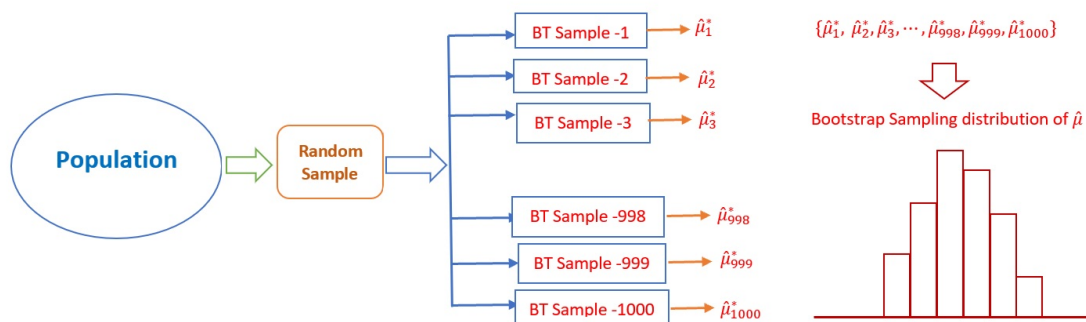 Population
Random
Sample
BT Sample -1
μ̂*₁
BT Sample -2
μ̂*₂
BT Sample -3
μ̂*₃
BT Sample -998
μ̂*₉₉₈
BT Sample -999
μ̂*₉₉₉
BT Sample -1000
μ̂*₁₀₀₀
{μ̂*₁, μ̂*₂, μ̂*₃, ⋯, μ̂*₉₉₈, μ̂*₉₉₉, μ̂*₁₀₀₀}
Bootstrap Sampling distribution of μ̂